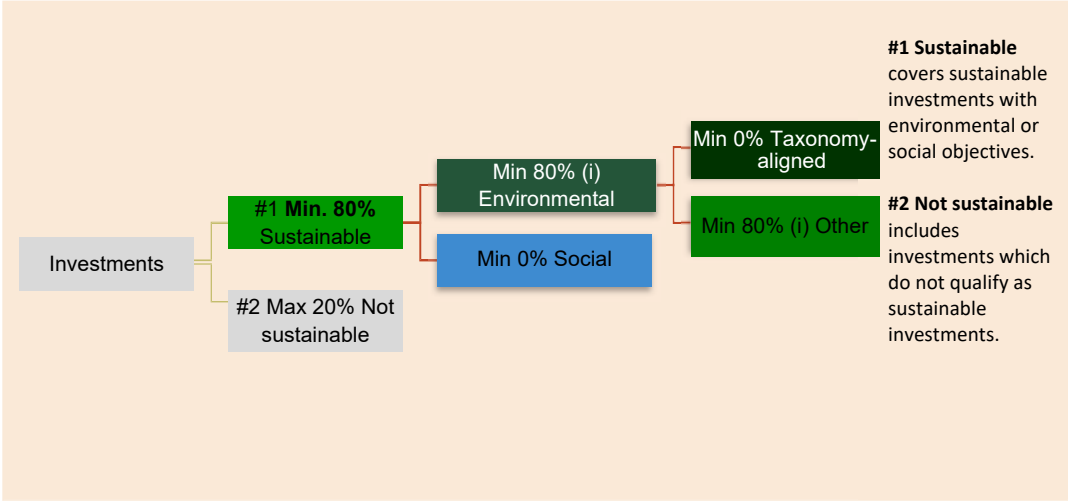 Investments
#1 Min. 80%
Sustainable
#2 Max 20% Not
sustainable
Min 80% (i)
Environmental
Min 0% Social
Min 0% Taxonomy-
aligned
Min 80% (i) Other
#1 Sustainable
covers sustainable
investments with
environmental or
social objectives.
#2 Not sustainable
includes
investments which
do not qualify as
sustainable
investments.